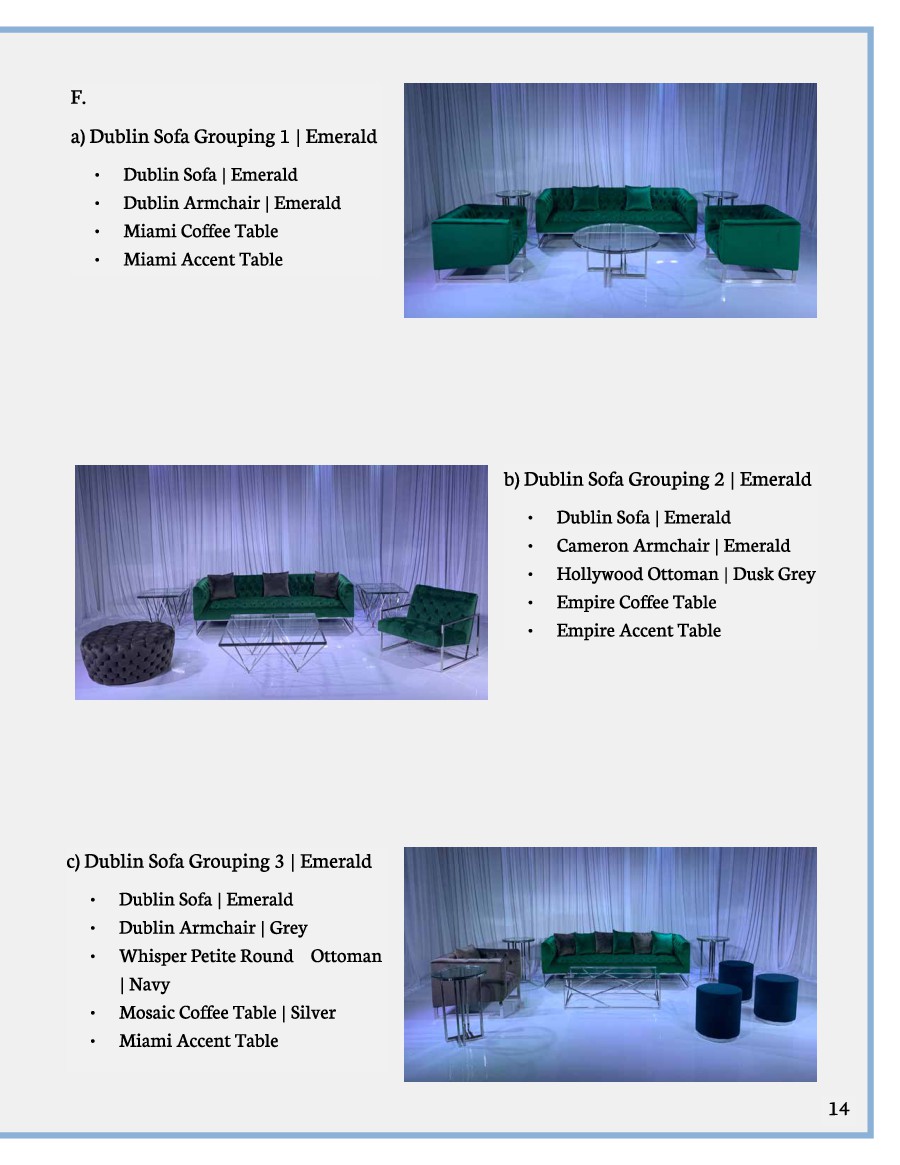 F.
a) Dublin Sofa Grouping 1 | Emerald
• Dublin Sofa | Emerald
• Dublin Armchair | Emerald
• Miami Coffee Table
• Miami Accent Table
b) Dublin Sofa Grouping 2 | Emerald
• Dublin Sofa | Emerald
• Cameron Armchair | Emerald
• Hollywood Ottoman | Dusk Grey
• Empire Coffee Table
• Empire Accent Table
c) Dublin Sofa Grouping 3 | Emerald
• Dublin Sofa | Emerald
• Dublin Armchair | Grey
• Whisper Petite Round Ottoman
| Navy
• Mosaic Coffee Table | Silver
• Miami Accent Table
14